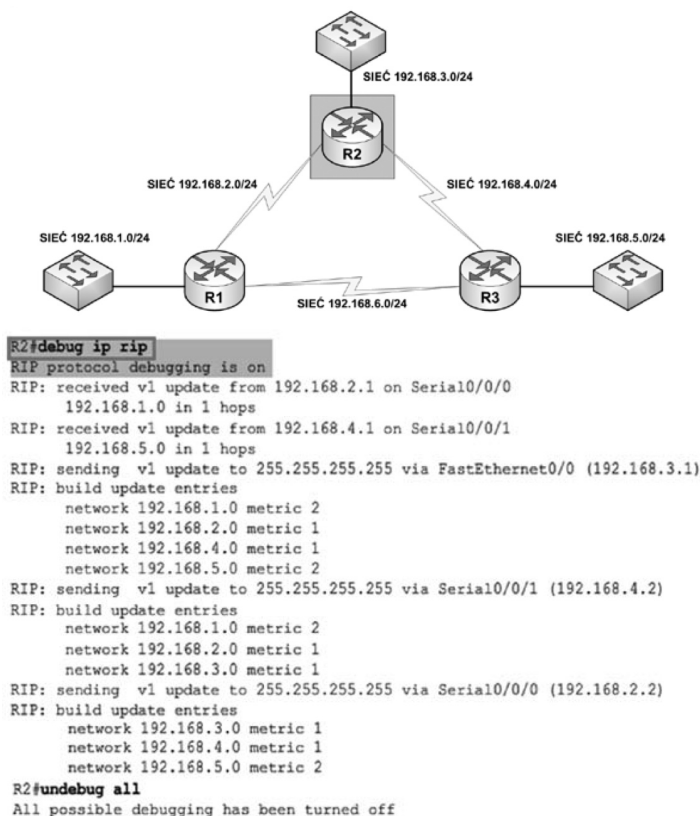 SIEĆ 192.168.3.0/24
R2
SIEĆ 192.168.2.0/24
SIEĆ 192.168.4.0/24
SIEĆ 192.168.1.0/24
SIEĆ 192.168.5.0/24
R1
SIEĆ 192.168.6.0/24
R3
R2#debug ip rip
RIP protocol debugging is on
RIP: received v1 update from 192.168.2.1 on Serial0/0/0
192.168.1.0 in 1 hops
RIP: received v1 update from 192.168.4.1 on Serial0/0/1
192.168.5.0 in 1 hops
RIP: sending v1 update to 255.255.255.255 via FastEthernet0/0 (192.168.3.1)
RIP: build update entries
network 192.168.1.0 metric 2
network 192.168.2.0 metric 1
network 192.168.4.0 metric 1
network 192.168.5.0 metric 2
RIP: sending v1 update to 255.255.255.255 via Serial0/0/1 (192.168.4.2)
RIP: build update entries
network 192.168.1.0 metric 2
network 192.168.2.0 metric 1
network 192.168.3.0 metric 1
RIP: sending v1 update to 255.255.255.255 via Serial0/0/0 (192.168.2.2)
RIP: build update entries
network 192.168.3.0 metric 1
network 192.168.4.0 metric 1
network 192.168.5.0 metric 2
R2#undebug all
All possible debugging has been turned off